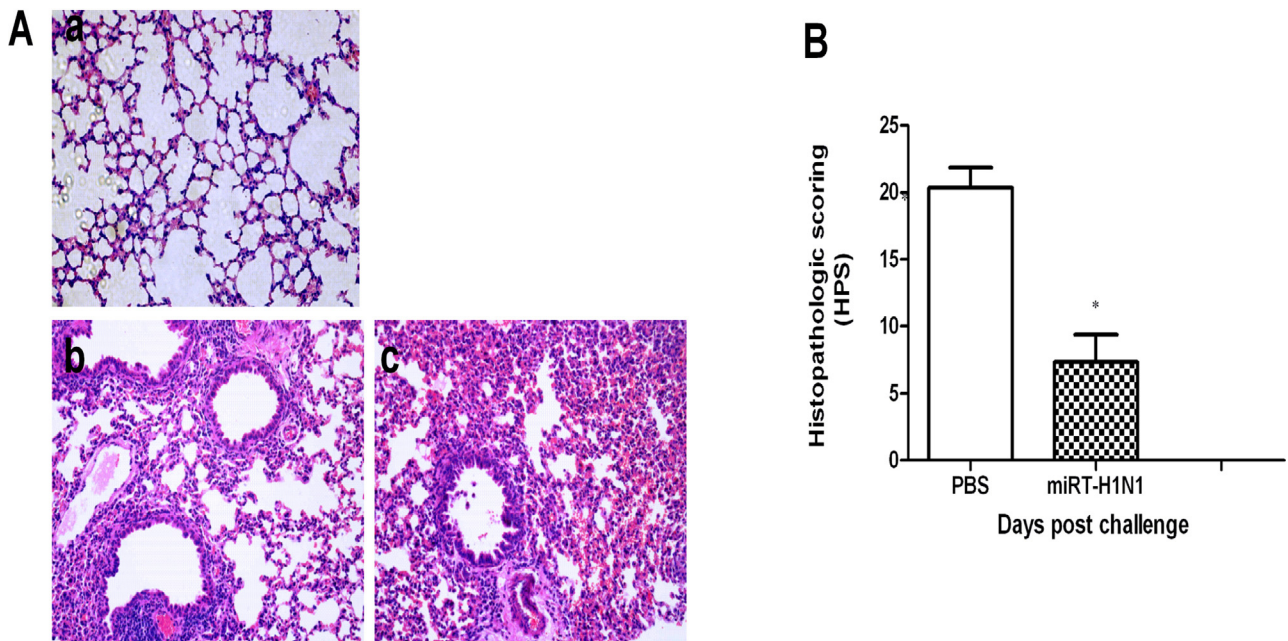 A
a
b
c
B
Histopathologic scoring
(HPS)
25
20
15
10
5
0
*
*
PBS
miRT-H1N1
Days post challenge